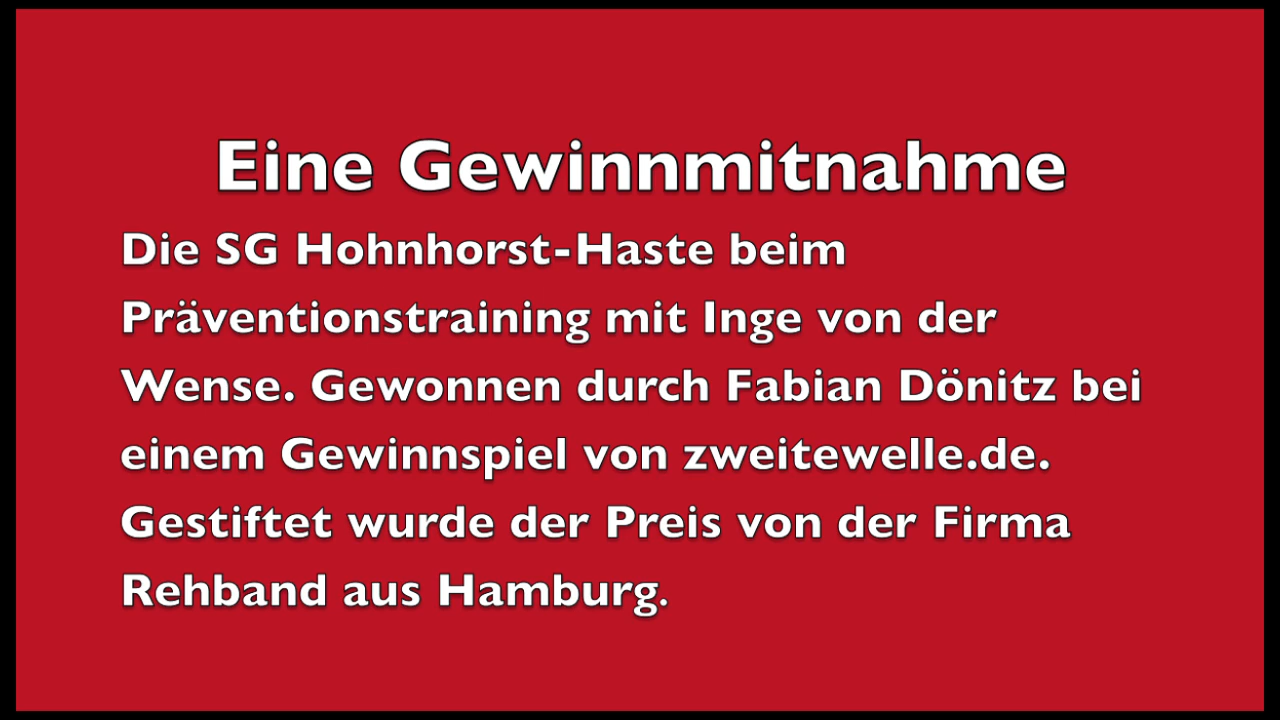 Eine Gewinnmitnahme
Die SG Hohnhorst-Haste beim
Präventionstraining mit Inge von der
Wense. Gewonnen durch Fabian Dönitz bei
einem Gewinnspiel von zweitewelle.de.
Gestiftet wurde der Preis von der Firma
Rehband aus Hamburg.